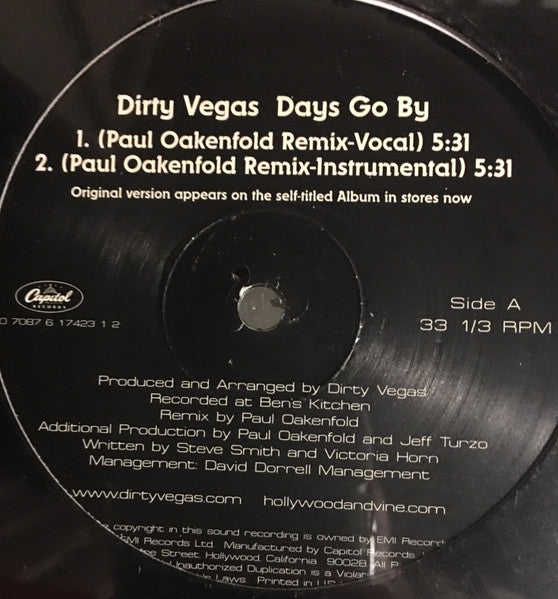 Dirty Vegas Days Go By
1. (Paul Oakenfold Remix-Vocal) 5:31
2. (Paul Oakenfold Remix-Instrumental) 5:31
Original version appears on the self-titled Album in stores now
Capitol
RECORDS
0 7087 6 17423 1 2
Side A
33 1/3 RPM
Produced and Arranged by Dirty Vegas
Recorded at Ben's Kitchen
Remix by Paul Oakenfold
Additional Production by Paul Oakenfold and Jeff Turzo
Written by Steve Smith and Victoria Horn
Management: David Dorrell Management
www.dirtyvegas.com hollywoodandvine.com
copyright in this sound recording is owned by EMI Record
EMI Records Ltd. Manufactured by Capitol Records,
Street, Hollywood, California 90028. All
Unauthorized Duplication is a
Laws. Printed in